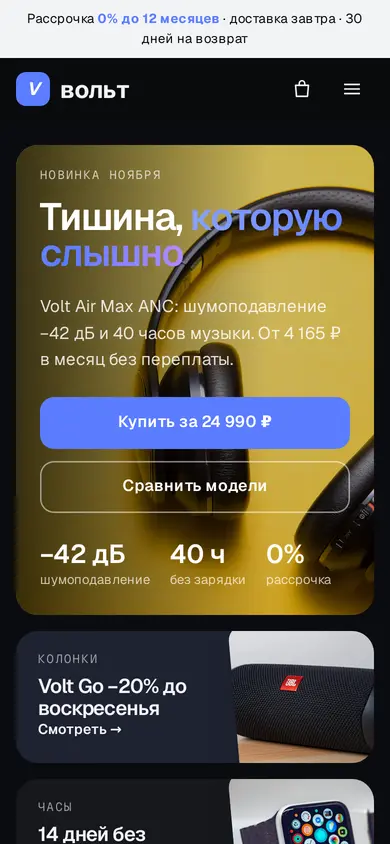 Рассрочка 0% до 12 месяцев · доставка завтра · 30
дней на возврат
V вольт
НОВИНКА НОЯБРЯ
Тишина, которую
слышно
Volt Air Max ANC: шумоподавление
−42 дБ и 40 часов музыки. От 4 165 ₽
в месяц без переплаты.
Купить за 24 990 ₽
Сравнить модели
−42 дБ 40 ч 0%
шумоподавление без зарядки рассрочка
КОЛОНКИ
Volt Go −20% до
воскресенья
Смотреть →
JBL
ЧАСЫ
14 дней без